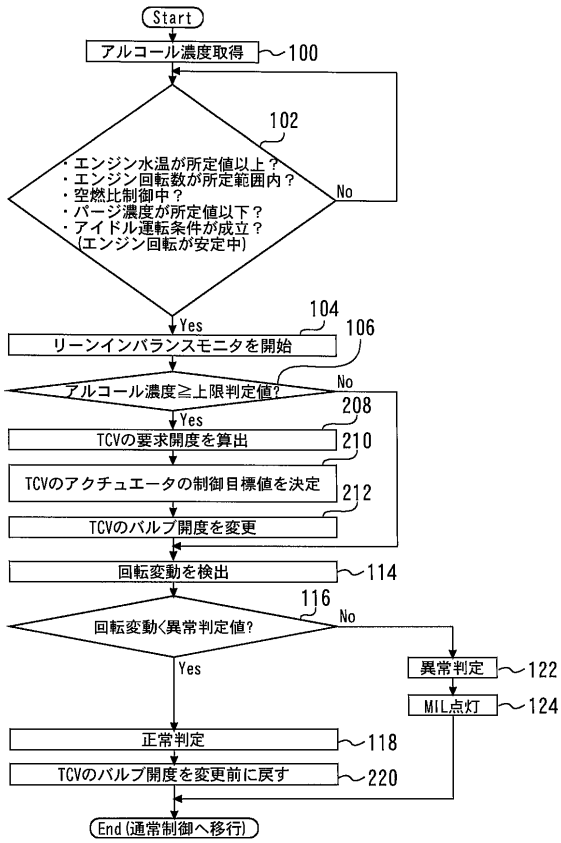 Start
アルコール濃度取得
100
102
・エンジン水温が所定値以上?
・エンジン回転数が所定範囲内?
・空燃比制御中?
・パージ濃度が所定値以下?
・アイドル運転条件が成立?
(エンジン回転が安定中)
No
Yes
104
リーンインバランスモニタを開始
106
アルコール濃度≧上限判定値?
No
Yes
208
TCVの要求開度を算出
210
TCVのアクチュエータの制御目標値を決定
212
TCVのバルブ開度を変更
回転変動を検出
114
116
回転変動<異常判定値?
No
Yes
異常判定
122
MIL点灯
124
正常判定
118
TCVのバルブ開度を変更前に戻す
220
End(通常制御へ移行)